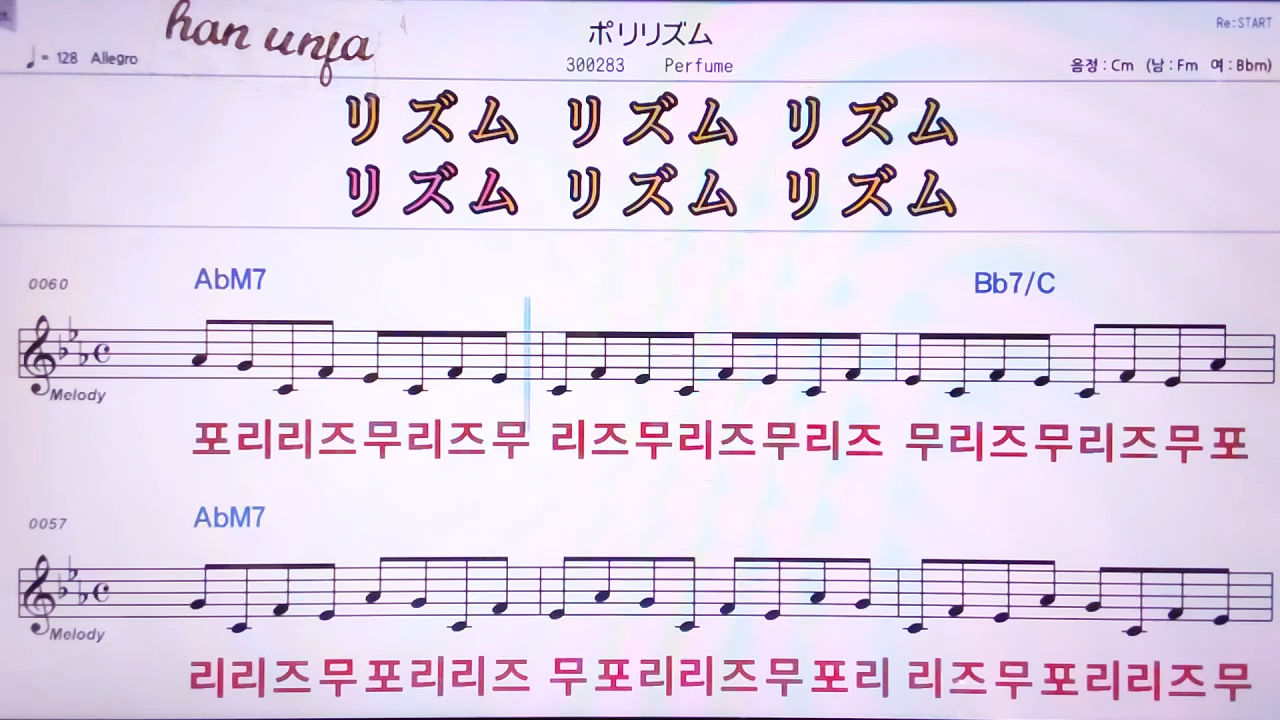 han unfa
ポリリズム
Re:START
♩= 128 Allegro
300283 Perfume
음정 : Cm (남 : Fm 여 : Bbm)
リズム リズム リズム
リズム リズム リズム
0060 AbM7 Bb7/C
Melody
포리리즈무리즈무 리즈무리즈무리즈 무리즈무리즈무포
0057 AbM7
Melody
리리즈무포리리즈 무포리리즈무포리 리즈무포리리즈무